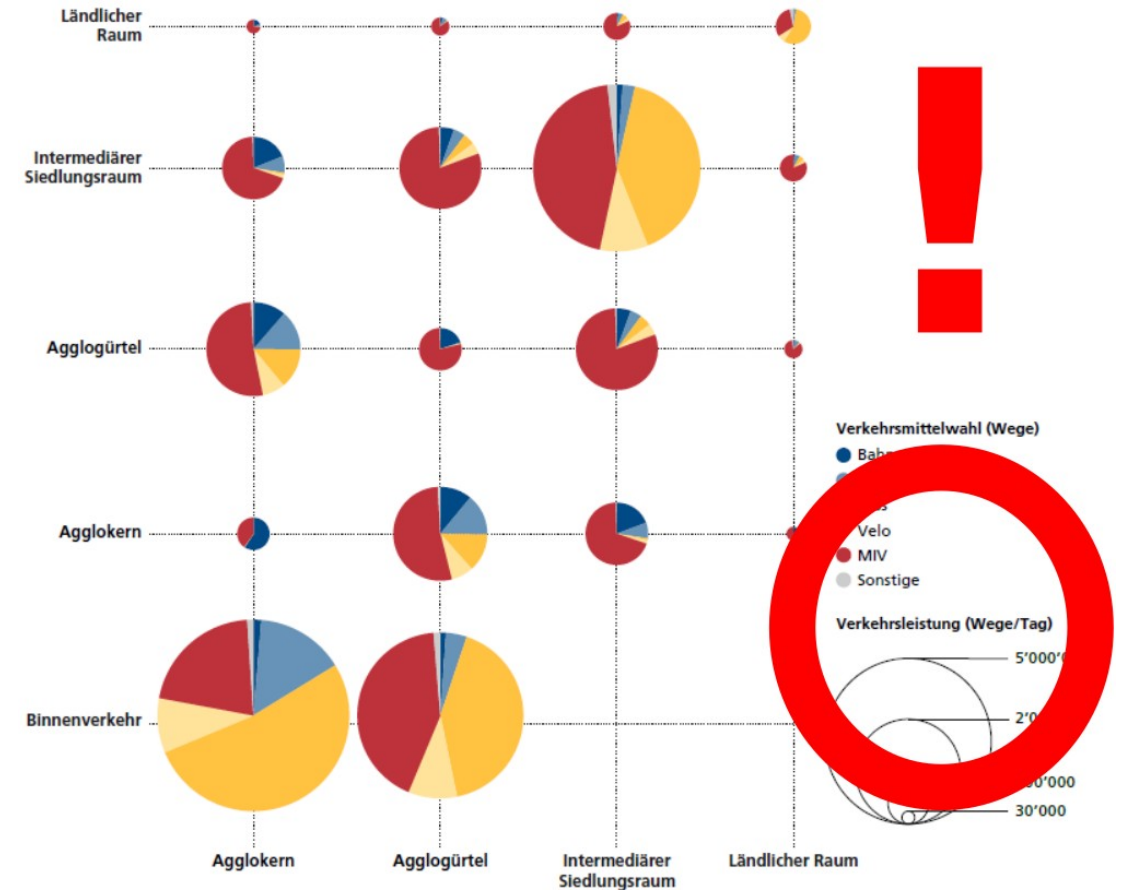 Ländlicher
Raum
Intermediärer
Siedlungsraum
Agglogürtel
Agglokern
Binnenverkehr
Agglokern
Agglogürtel
Intermediärer
Siedlungsraum
Ländlicher Raum
!
Verkehrsmittelwahl (Wege)
Velo
MIV
Sonstige
Verkehrsleistung (Wege/Tag)
30’000